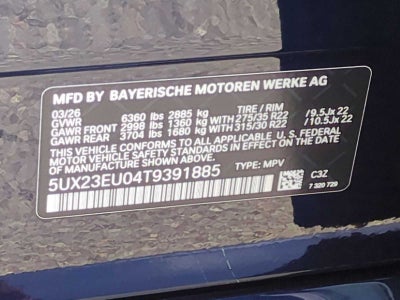 MFD BY BAYERISCHE MOTOREN WERKE AG
03/26 6360 lbs 2885 kg TIRE / RIM
GVWR
GAWR FRONT 2998 lbs 1360 kg WITH 275/35 R22 / 9.5Jx 22
GAWR REAR 3704 lbs 1680 kg WITH 315/30 R22 / 10.5Jx 22
THIS VEHICLE CONFORMS TO ALL APPLICABLE U. S. FEDERAL
MOTOR VEHICLE SAFETY STANDARDS IN EFFECT ON THE DATE
OF MANUFACTURE SHOWN ABOVE. TYPE: MPV
5UX23EU04T9391885 C3Z
7 320 729